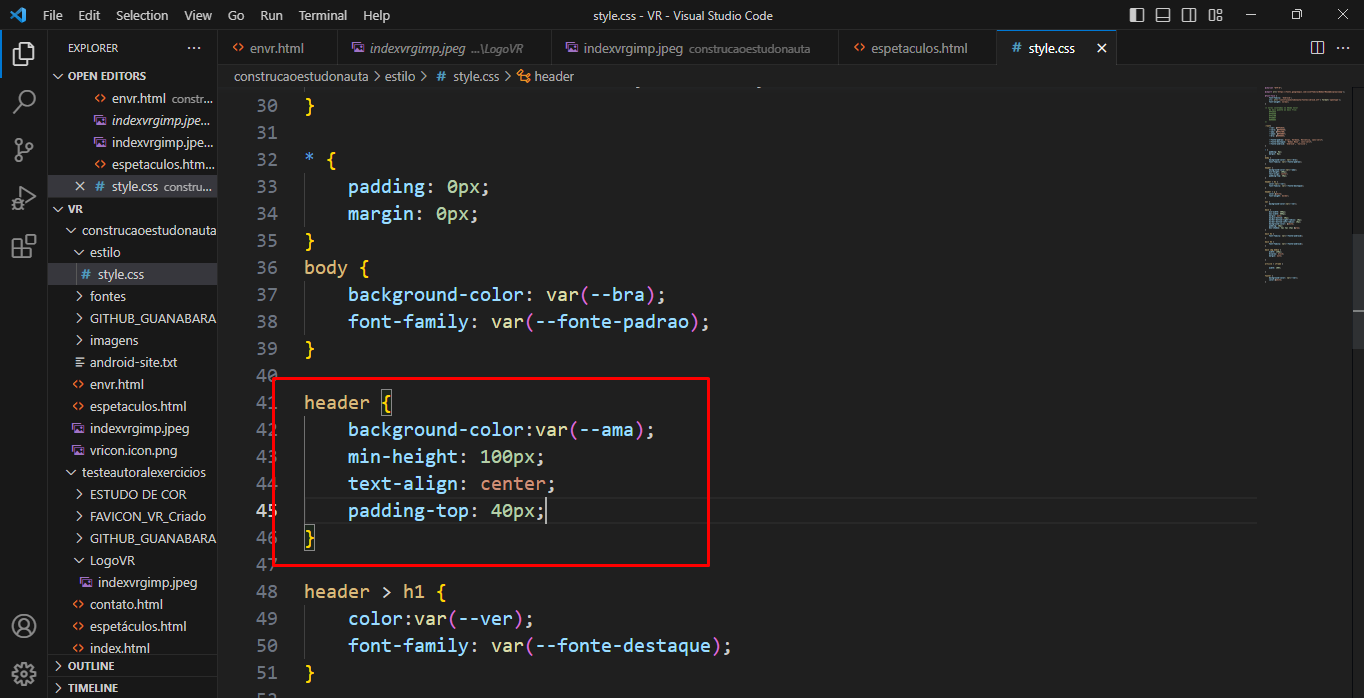 File Edit Selection View Go Run Terminal Help style.css - VR - Visual Studio Code
EXPLORER ...
<> envr.html
indexvrgimp.jpeg ...\LogoVR
indexvrgimp.jpeg construcaoestudonauta
<> espetaculos.html
# style.css
construcaoestudonauta > estilo > # style.css > header
OPEN EDITORS
<> envr.html constr...
indexvrgimp.jpe...
indexvrgimp.jpe...
<> espetaculos.htm...
# style.css constru...
VR
construcaoestudonauta
estilo
# style.css
fontes
GITHUB_GUANABARA
imagens
android-site.txt
<> envr.html
<> espetaculos.html
indexvrgimp.jpeg
vricon.icon.png
testeautoralexercicios
ESTUDO DE COR
FAVICON_VR_Criado
GITHUB_GUANABARA
LogoVR
indexvrgimp.jpeg
<> contato.html
<> espetáculos.html
<> index.html
OUTLINE
TIMELINE
30 }
31
32 * {
33 padding: 0px;
34 margin: 0px;
35 }
36 body {
37 background-color: var(--bra);
38 font-family: var(--fonte-padrao);
39 }
40
41 header {
42 background-color:var(--ama);
43 min-height: 100px;
44 text-align: center;
45 padding-top: 40px;
46 }
47
48 header > h1 {
49 color:var(--ver);
50 font-family: var(--fonte-destaque);
51 }